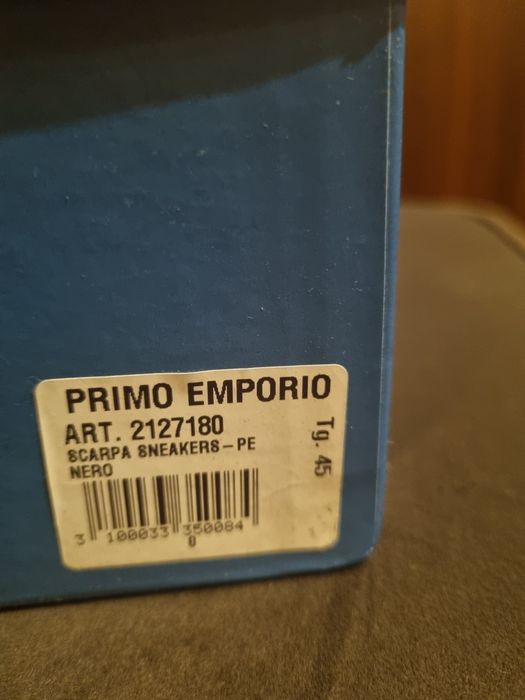 PRIMO EMPORIO
ART. 2127180
SCARPA SNEAKERS-PE
NERO
Tg. 45
3 100033 350084
0